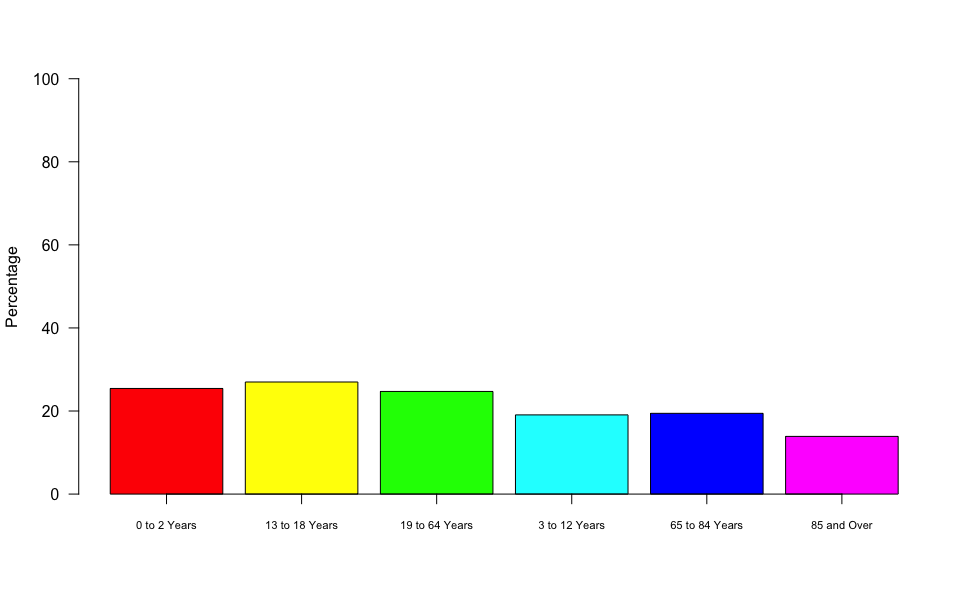 Percentage
100
80
60
40
20
0
0 to 2 Years
13 to 18 Years
19 to 64 Years
3 to 12 Years
65 to 84 Years
85 and Over